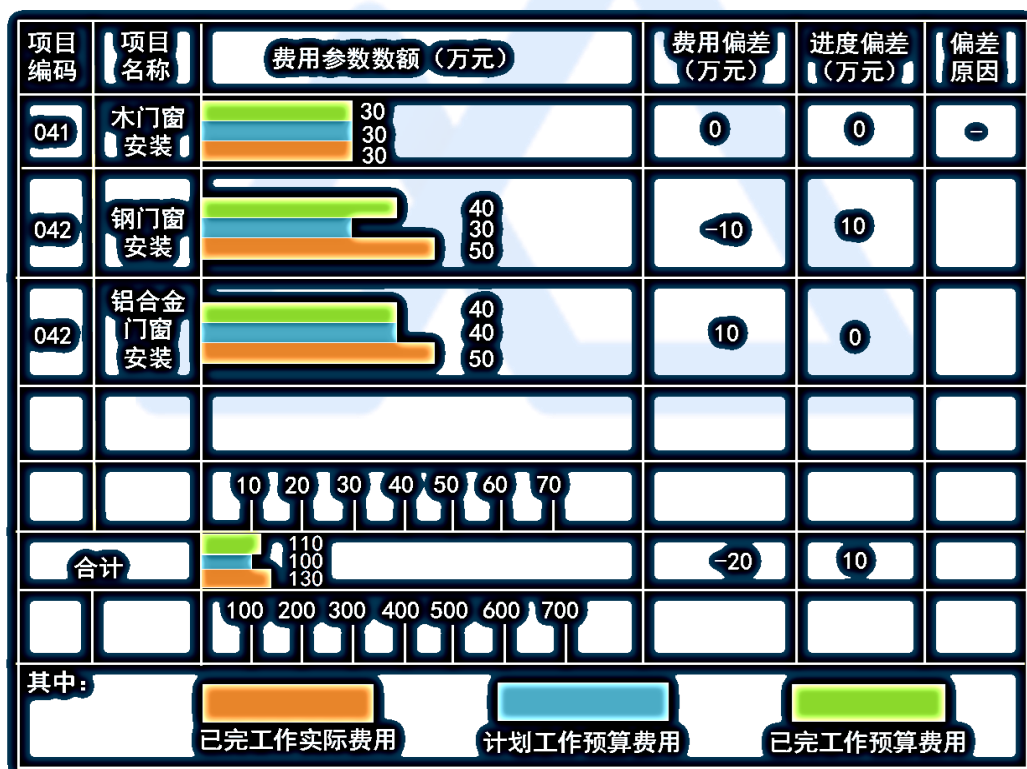 项目
编码
项目
名称
费用参数数额（万元）
费用偏差
（万元）
进度偏差
（万元）
偏差
原因
041
木门窗
安装
30
30
30
0
0
—
042
钢门窗
安装
40
30
50
-10
10
042
铝合金
门窗
安装
40
40
50
10
0
10 20 30 40 50 60 70
合计
110
100
130
-20
10
100 200 300 400 500 600 700
其中：
已完工作实际费用
计划工作预算费用
已完工作预算费用